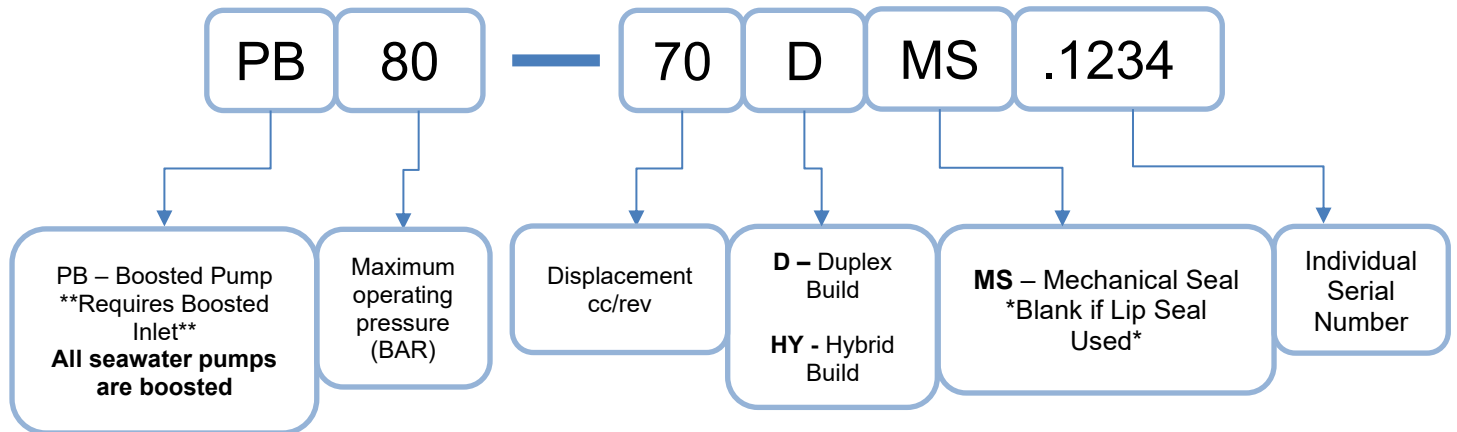 PB 80 — 70 D MS .1234
PB – Boosted Pump
**Requires Boosted
Inlet**
All seawater pumps
are boosted
Maximum
operating
pressure
(BAR)
Displacement
cc/rev
D – Duplex
Build
HY - Hybrid
Build
MS – Mechanical Seal
*Blank if Lip Seal
Used*
Individual
Serial
Number